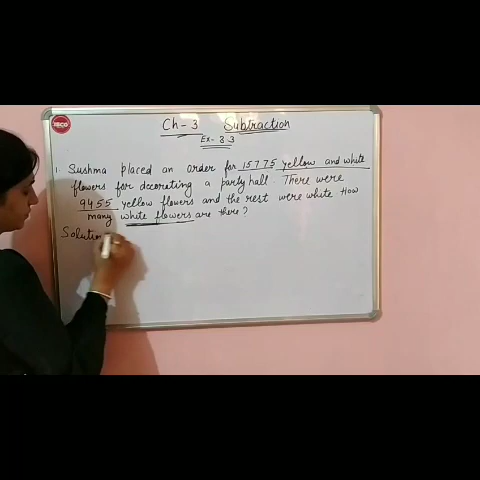 XECO
Ch-3 Subtraction
Ex-3.3
1. Sushma placed an order for 15775 yellow and white
flowers for decorating a party hall. There were
9455 yellow flowers and the rest were white. How
many white flowers are there?
Solution